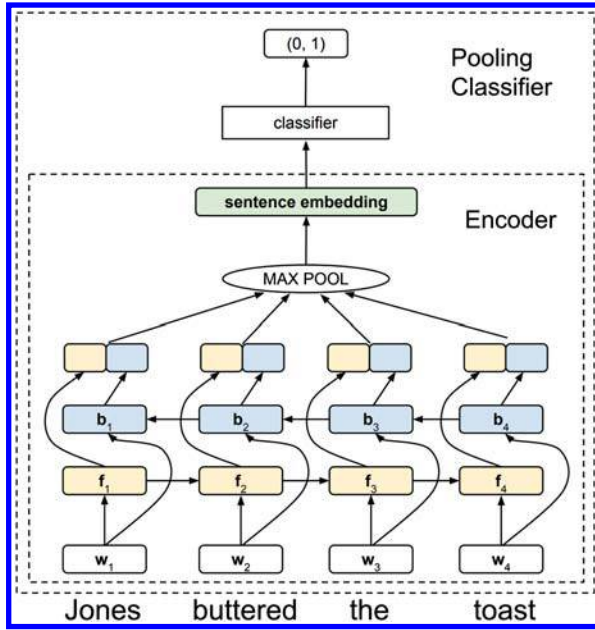 (0, 1)
Pooling
Classifier
classifier
sentence embedding
Encoder
MAX POOL
b1 b2 b3 b4
f1 f2 f3 f4
w1 w2 w3 w4
Jones buttered the toast